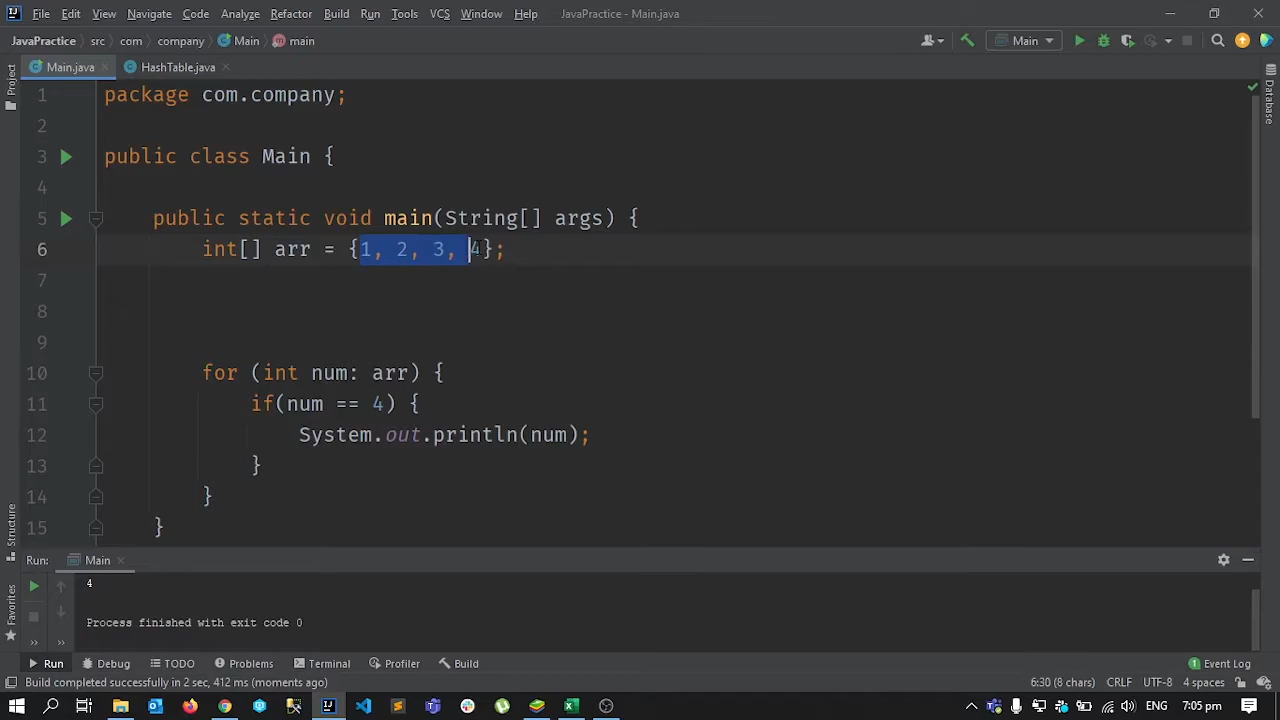 File Edit View Navigate Code Analyze Refactor Build Run Tools VCS Window Help JavaPractice - Main.java
JavaPractice src com company Main main Main
Main.java HashTable.java
Project
Database
1 package com.company;
2
3 public class Main {
4
5 public static void main(String[] args) {
6 int[] arr = {1, 2, 3, 4};
7
8
9
10 for (int num: arr) {
11 if(num == 4) {
12 System.out.println(num);
13 }
14 }
15 }
Structure
Favorites
Run: Main
4
Process finished with exit code 0
Run Debug TODO Problems Terminal Profiler Build 1 Event Log
Build completed successfully in 2 sec, 412 ms (moments ago) 6:30 (8 chars) CRLF UTF-8 4 spaces
7:05 pm